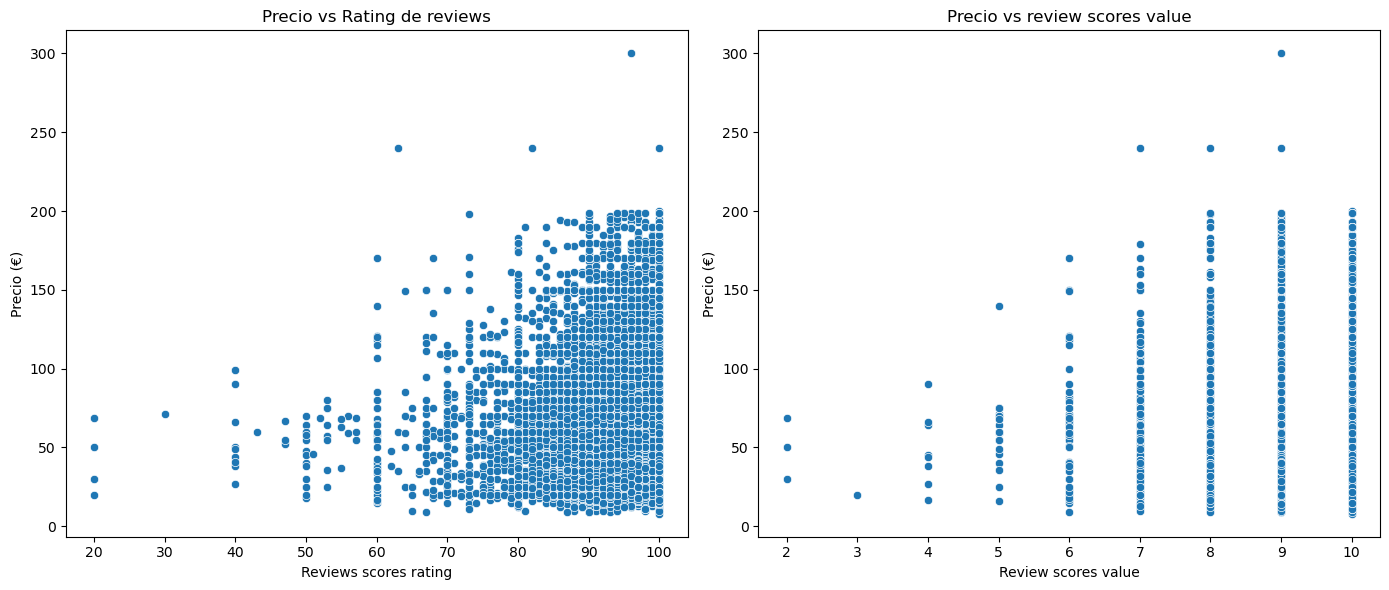 Precio vs Rating de reviews
Precio (€)
300
250
200
150
100
50
0
20 30 40 50 60 70 80 90 100
Reviews scores rating
Precio vs review scores value
Precio (€)
300
250
200
150
100
50
0
2 3 4 5 6 7 8 9 10
Review scores value